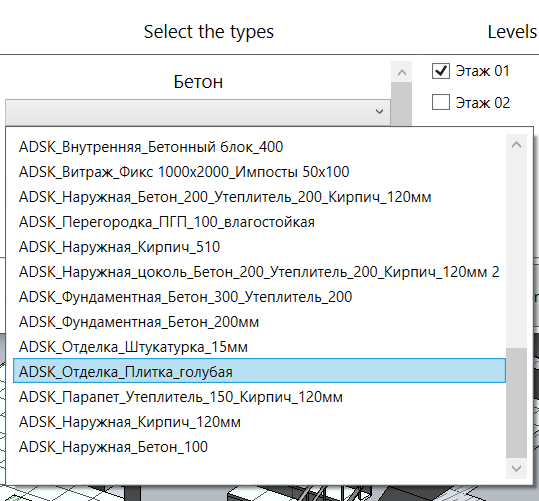 Select the types
Levels
Бетон
Этаж 01
Этаж 02
ADSK_Внутренняя_Бетонный блок_400
ADSK_Витраж_Фикс 1000x2000_Импосты 50x100
ADSK_Наружная_Бетон_200_Утеплитель_200_Кирпич_120мм
ADSK_Перегородка_ПГП_100_влагостойкая
ADSK_Наружная_Кирпич_510
ADSK_Наружная_цоколь_Бетон_200_Утеплитель_200_Кирпич_120мм 2
ADSK_Фундаментная_Бетон_300_Утеплитель_200
ADSK_Фундаментная_Бетон_200мм
ADSK_Отделка_Штукатурка_15мм
ADSK_Отделка_Плитка_голубая
ADSK_Парапет_Утеплитель_150_Кирпич_120мм
ADSK_Наружная_Кирпич_120мм
ADSK_Наружная_Бетон_100